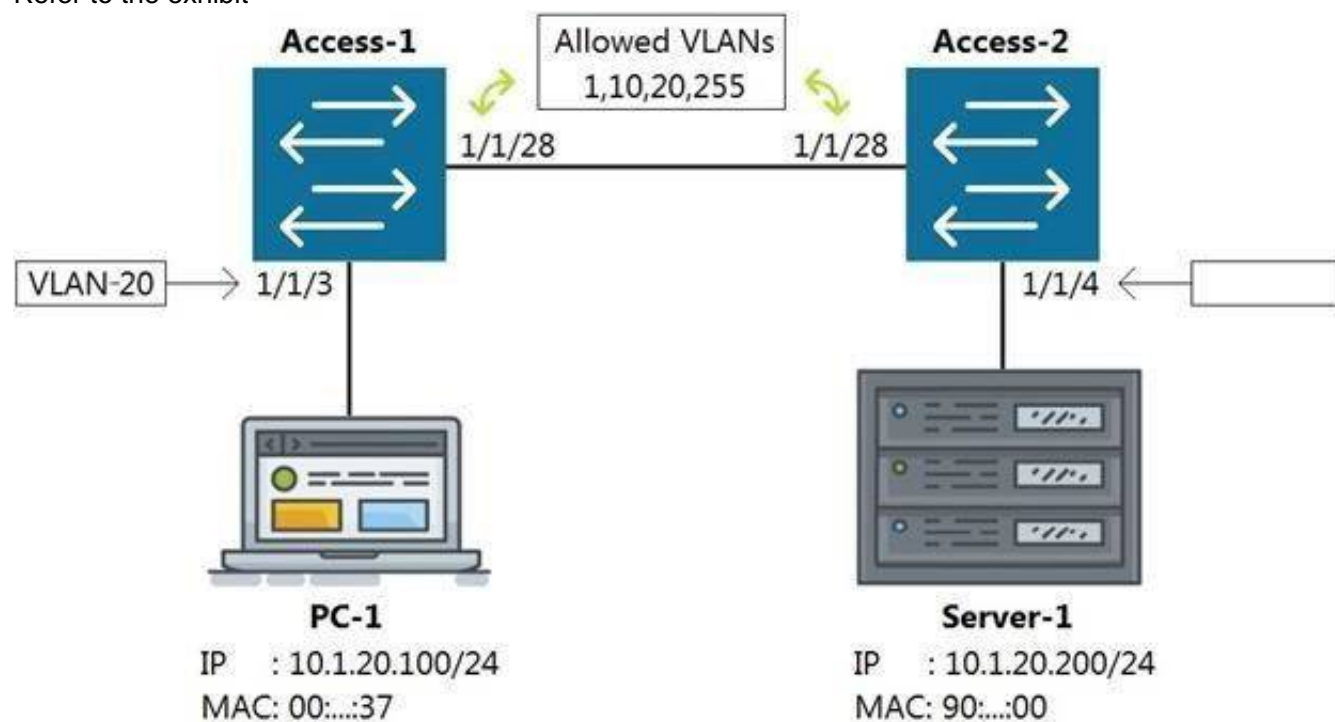 Refer to the exhibit
Access-1
Allowed VLANs
1,10,20,255
Access-2
1/1/28
1/1/28
VLAN-20
1/1/3
1/1/4
PC-1
IP : 10.1.20.100/24
MAC: 00:...:37
Server-1
IP : 10.1.20.200/24
MAC: 90:...:00